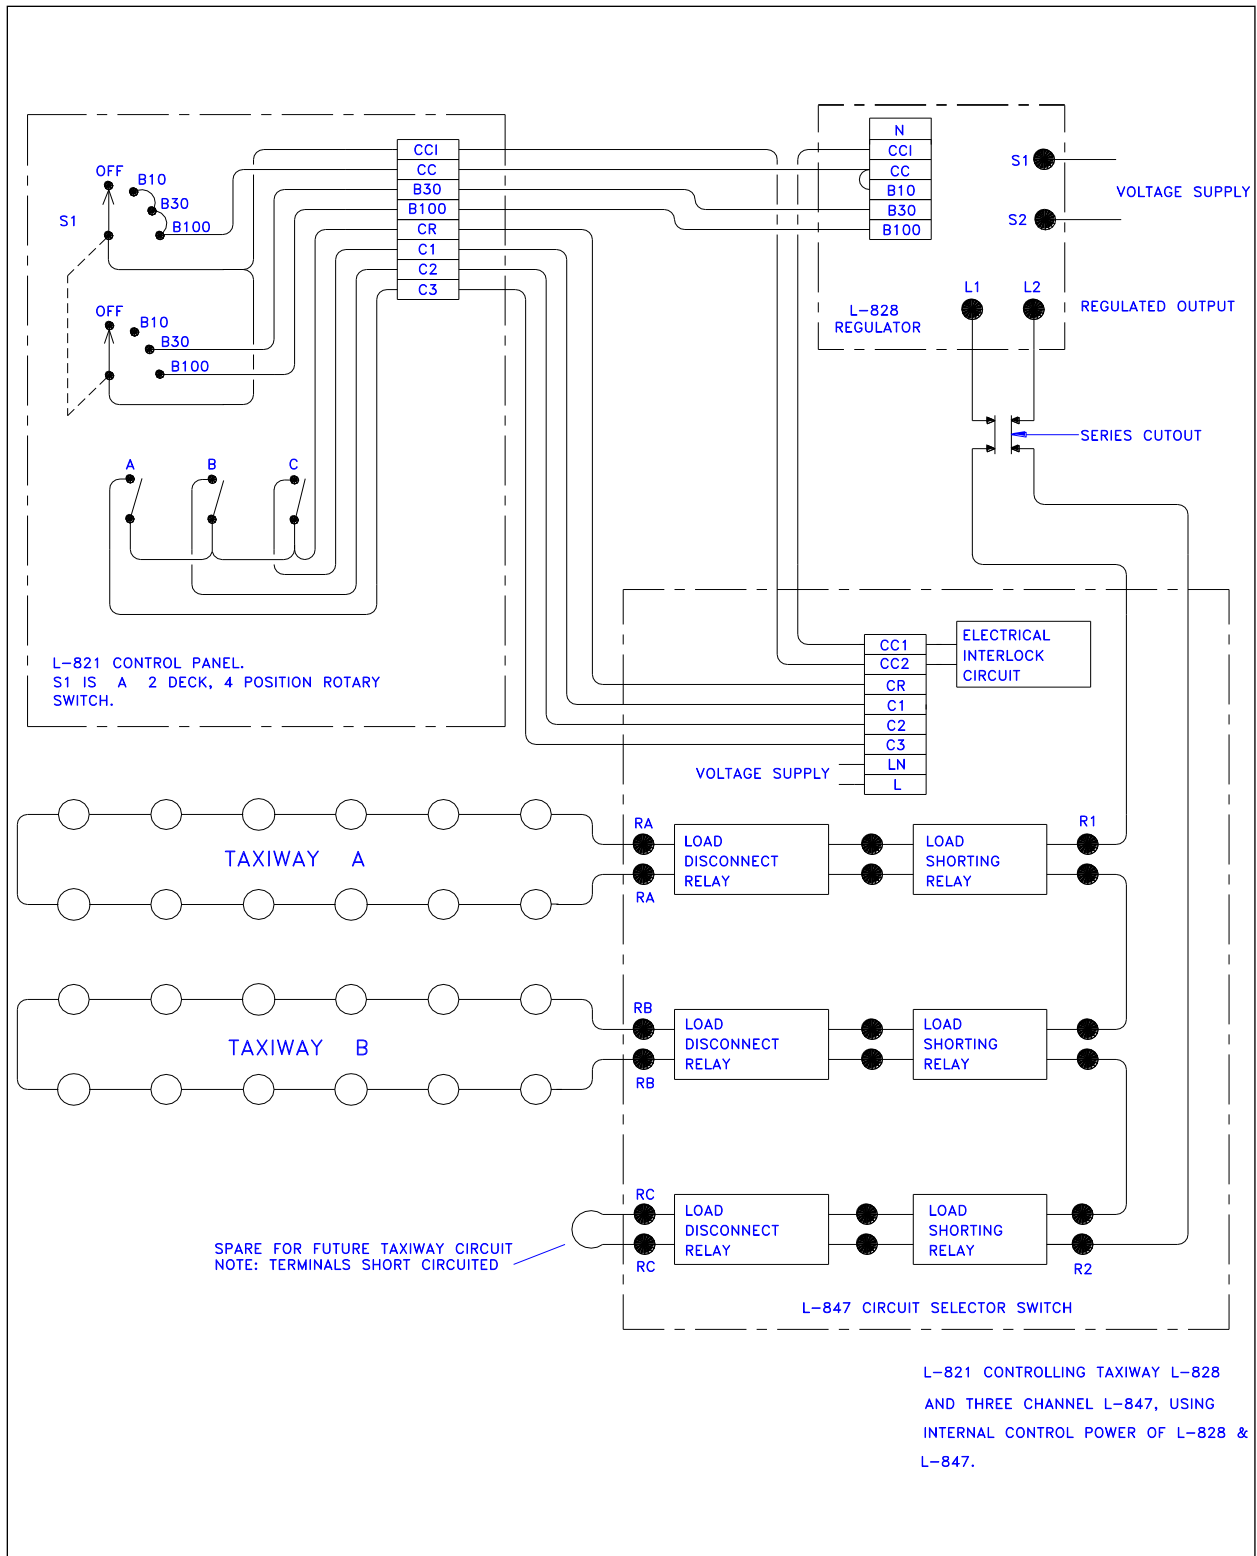 OFF
B10
B30
B100
S1
OFF
B10
B30
B100
A B C
CCI
CC
B30
B100
CR
C1
C2
C3
L-821 CONTROL PANEL.
S1 IS A 2 DECK, 4 POSITION ROTARY
SWITCH.
N
CCI
CC
B10
B30
B100
S1
S2
VOLTAGE SUPPLY
L1 L2
L-828
REGULATOR
REGULATED OUTPUT
SERIES CUTOUT
CC1
CC2
CR
C1
C2
C3
LN
L
ELECTRICAL
INTERLOCK
CIRCUIT
VOLTAGE SUPPLY
TAXIWAY A
RA
RA
LOAD
DISCONNECT
RELAY
LOAD
SHORTING
RELAY
R1
TAXIWAY B
RB
RB
LOAD
DISCONNECT
RELAY
LOAD
SHORTING
RELAY
SPARE FOR FUTURE TAXIWAY CIRCUIT
NOTE: TERMINALS SHORT CIRCUITED
RC
RC
LOAD
DISCONNECT
RELAY
LOAD
SHORTING
RELAY
R2
L-847 CIRCUIT SELECTOR SWITCH
L-821 CONTROLLING TAXIWAY L-828
AND THREE CHANNEL L-847, USING
INTERNAL CONTROL POWER OF L-828 &
L-847.